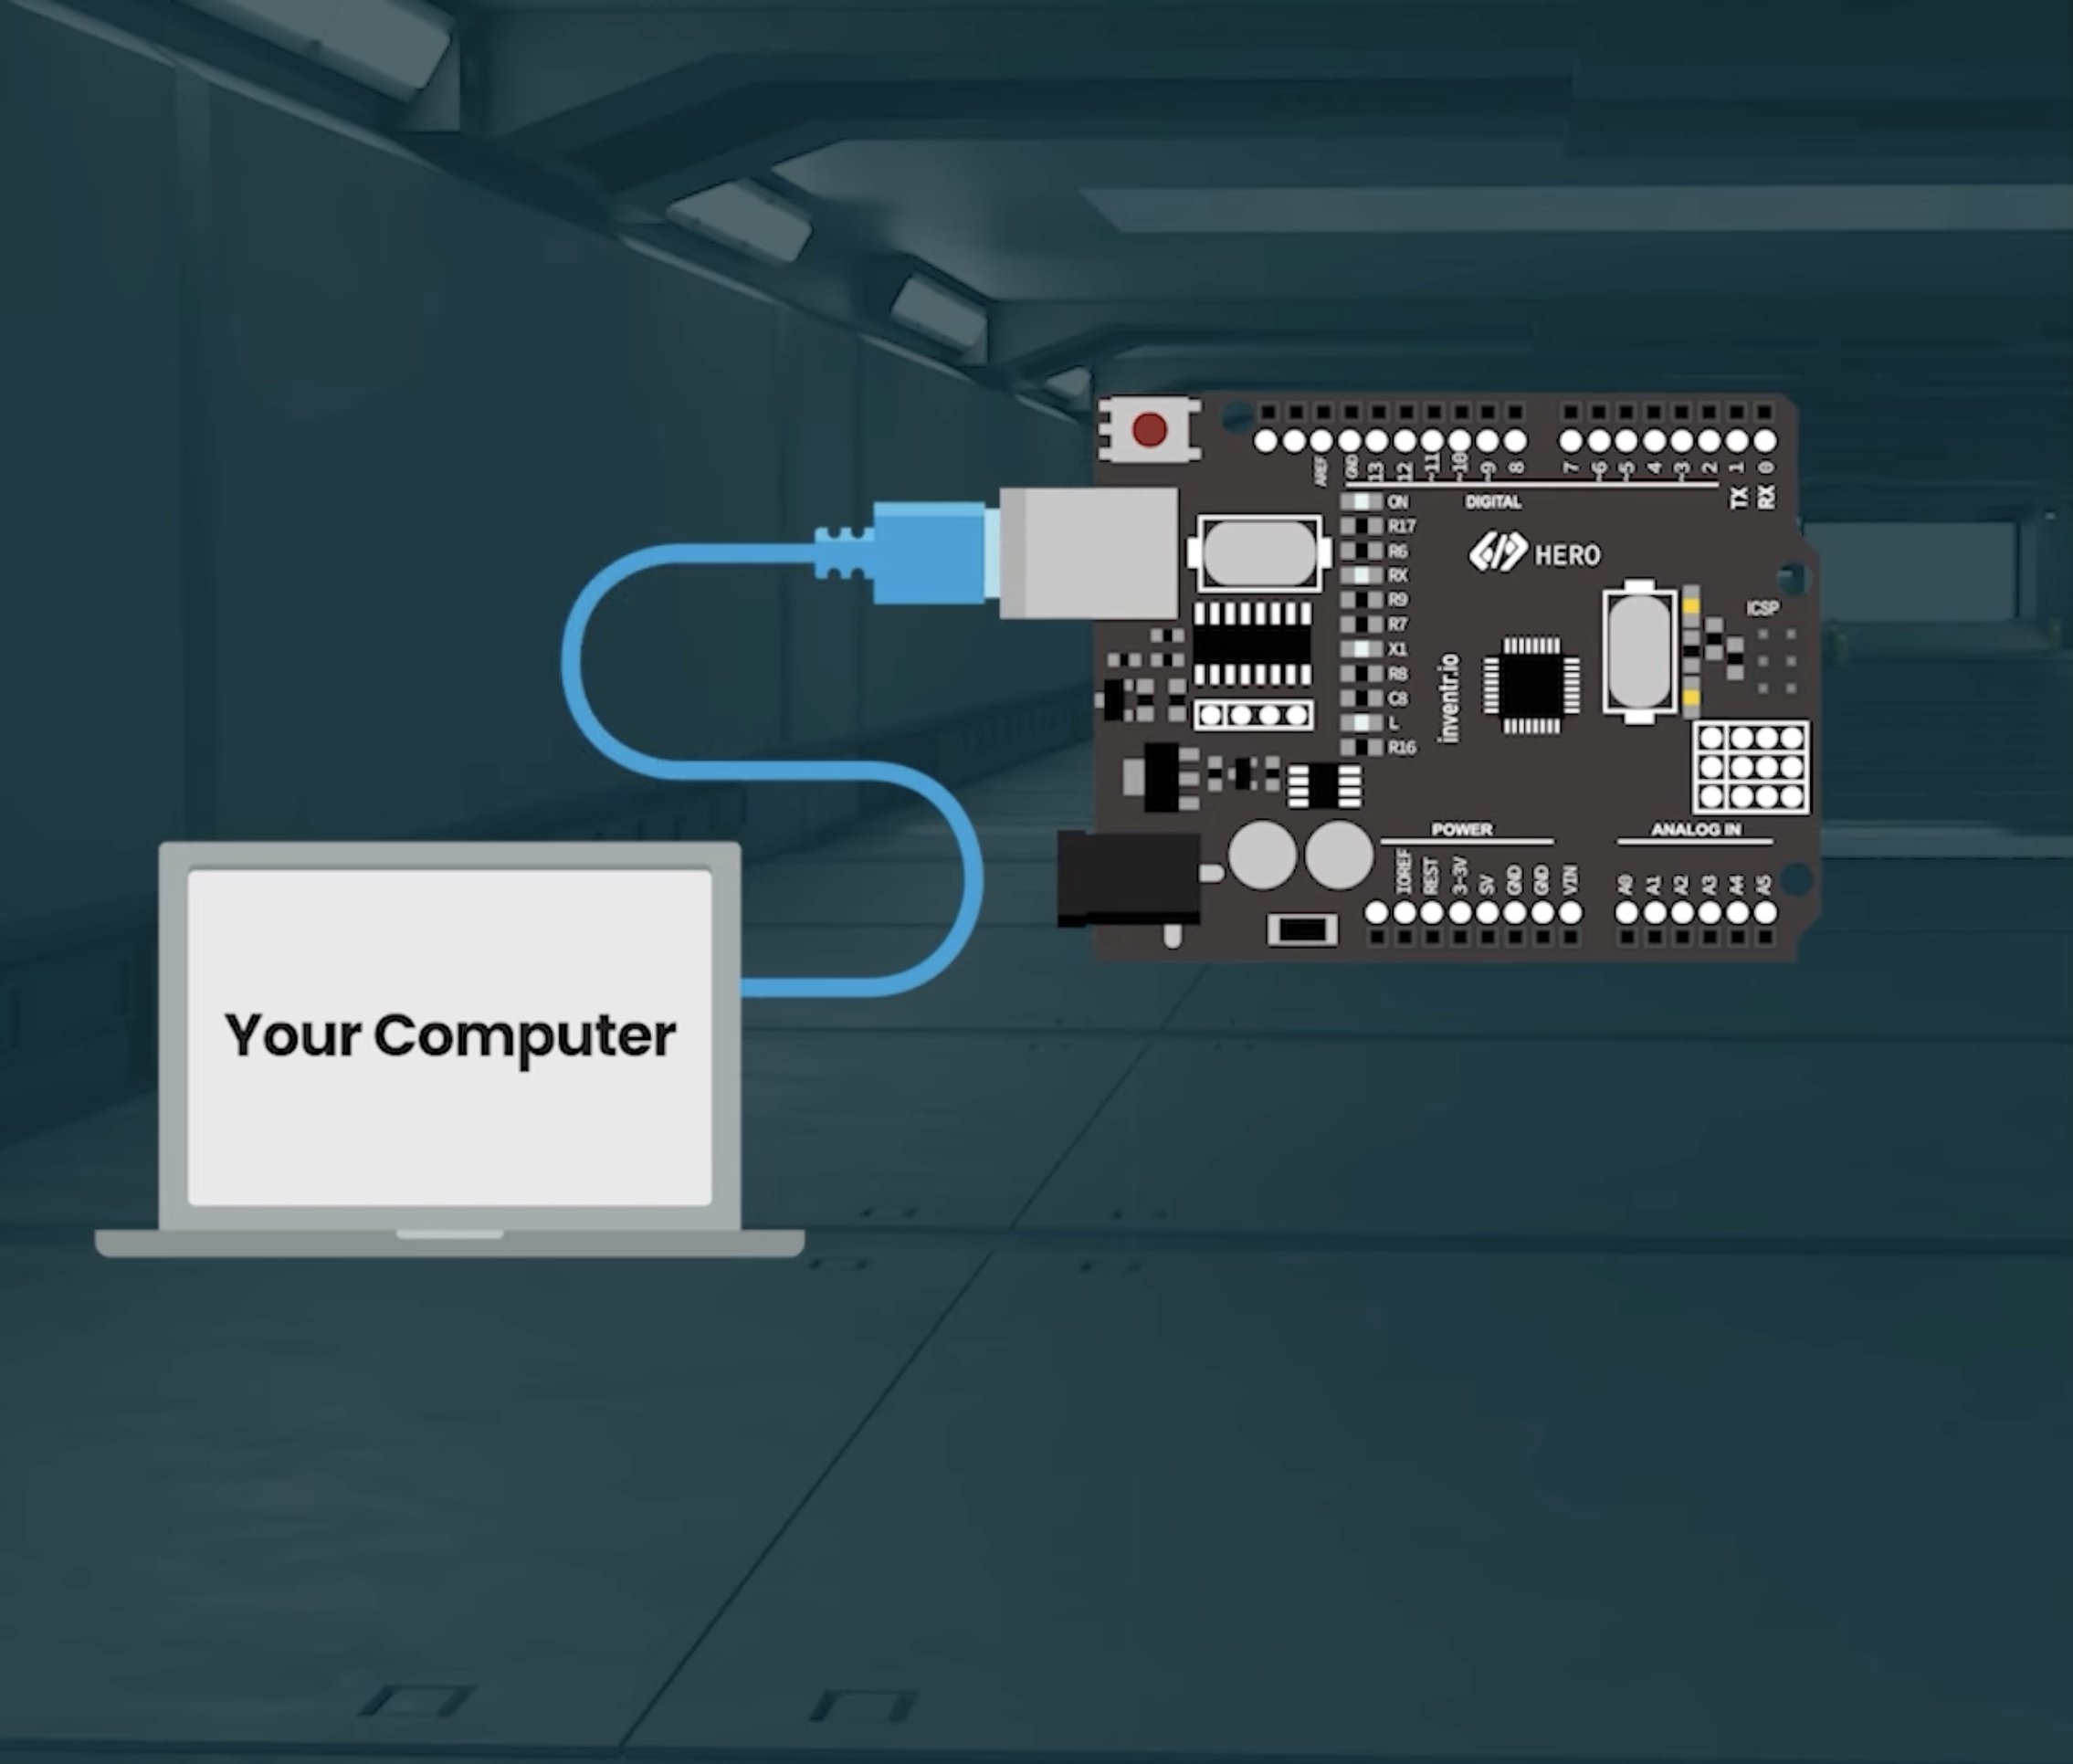 AREF GND 13 12 ~11 ~10 ~9 8 7 ~6 ~5 4 ~3 2 TX 1 RX 0
DIGITAL
ON
R17
R6
RX
R9
R7
X1
R8
C8
L
R16
HERO
inventr.io
ICSP
POWER
IOREF REST 3-3V 5V GND GND VIN
ANALOG IN
A0 A1 A2 A3 A4 A5
Your Computer